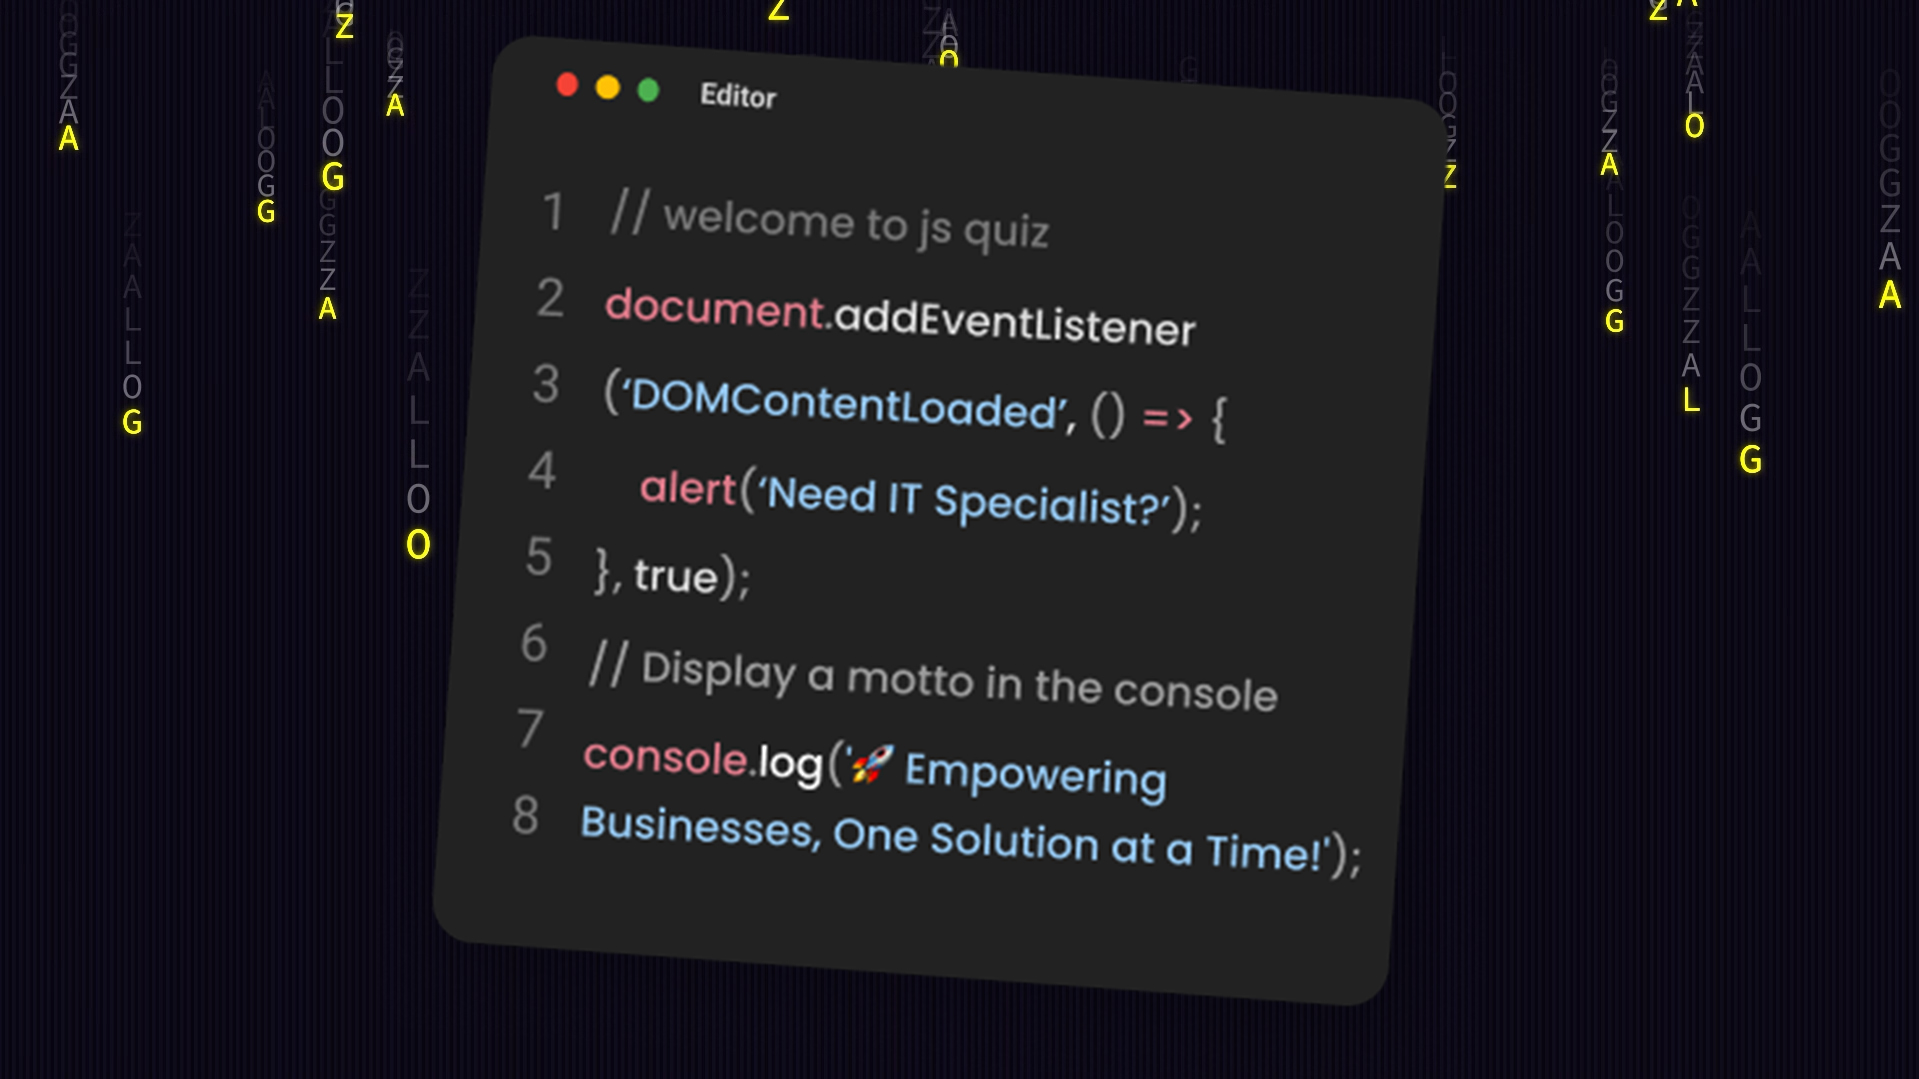 Editor
1 // welcome to js quiz
2 document.addEventListener
3 (‘DOMContentLoaded’, () => {
4 alert(‘Need IT Specialist?’);
5 }, true);
6 // Display a motto in the console
7 console.log('🚀 Empowering
8 Businesses, One Solution at a Time!');